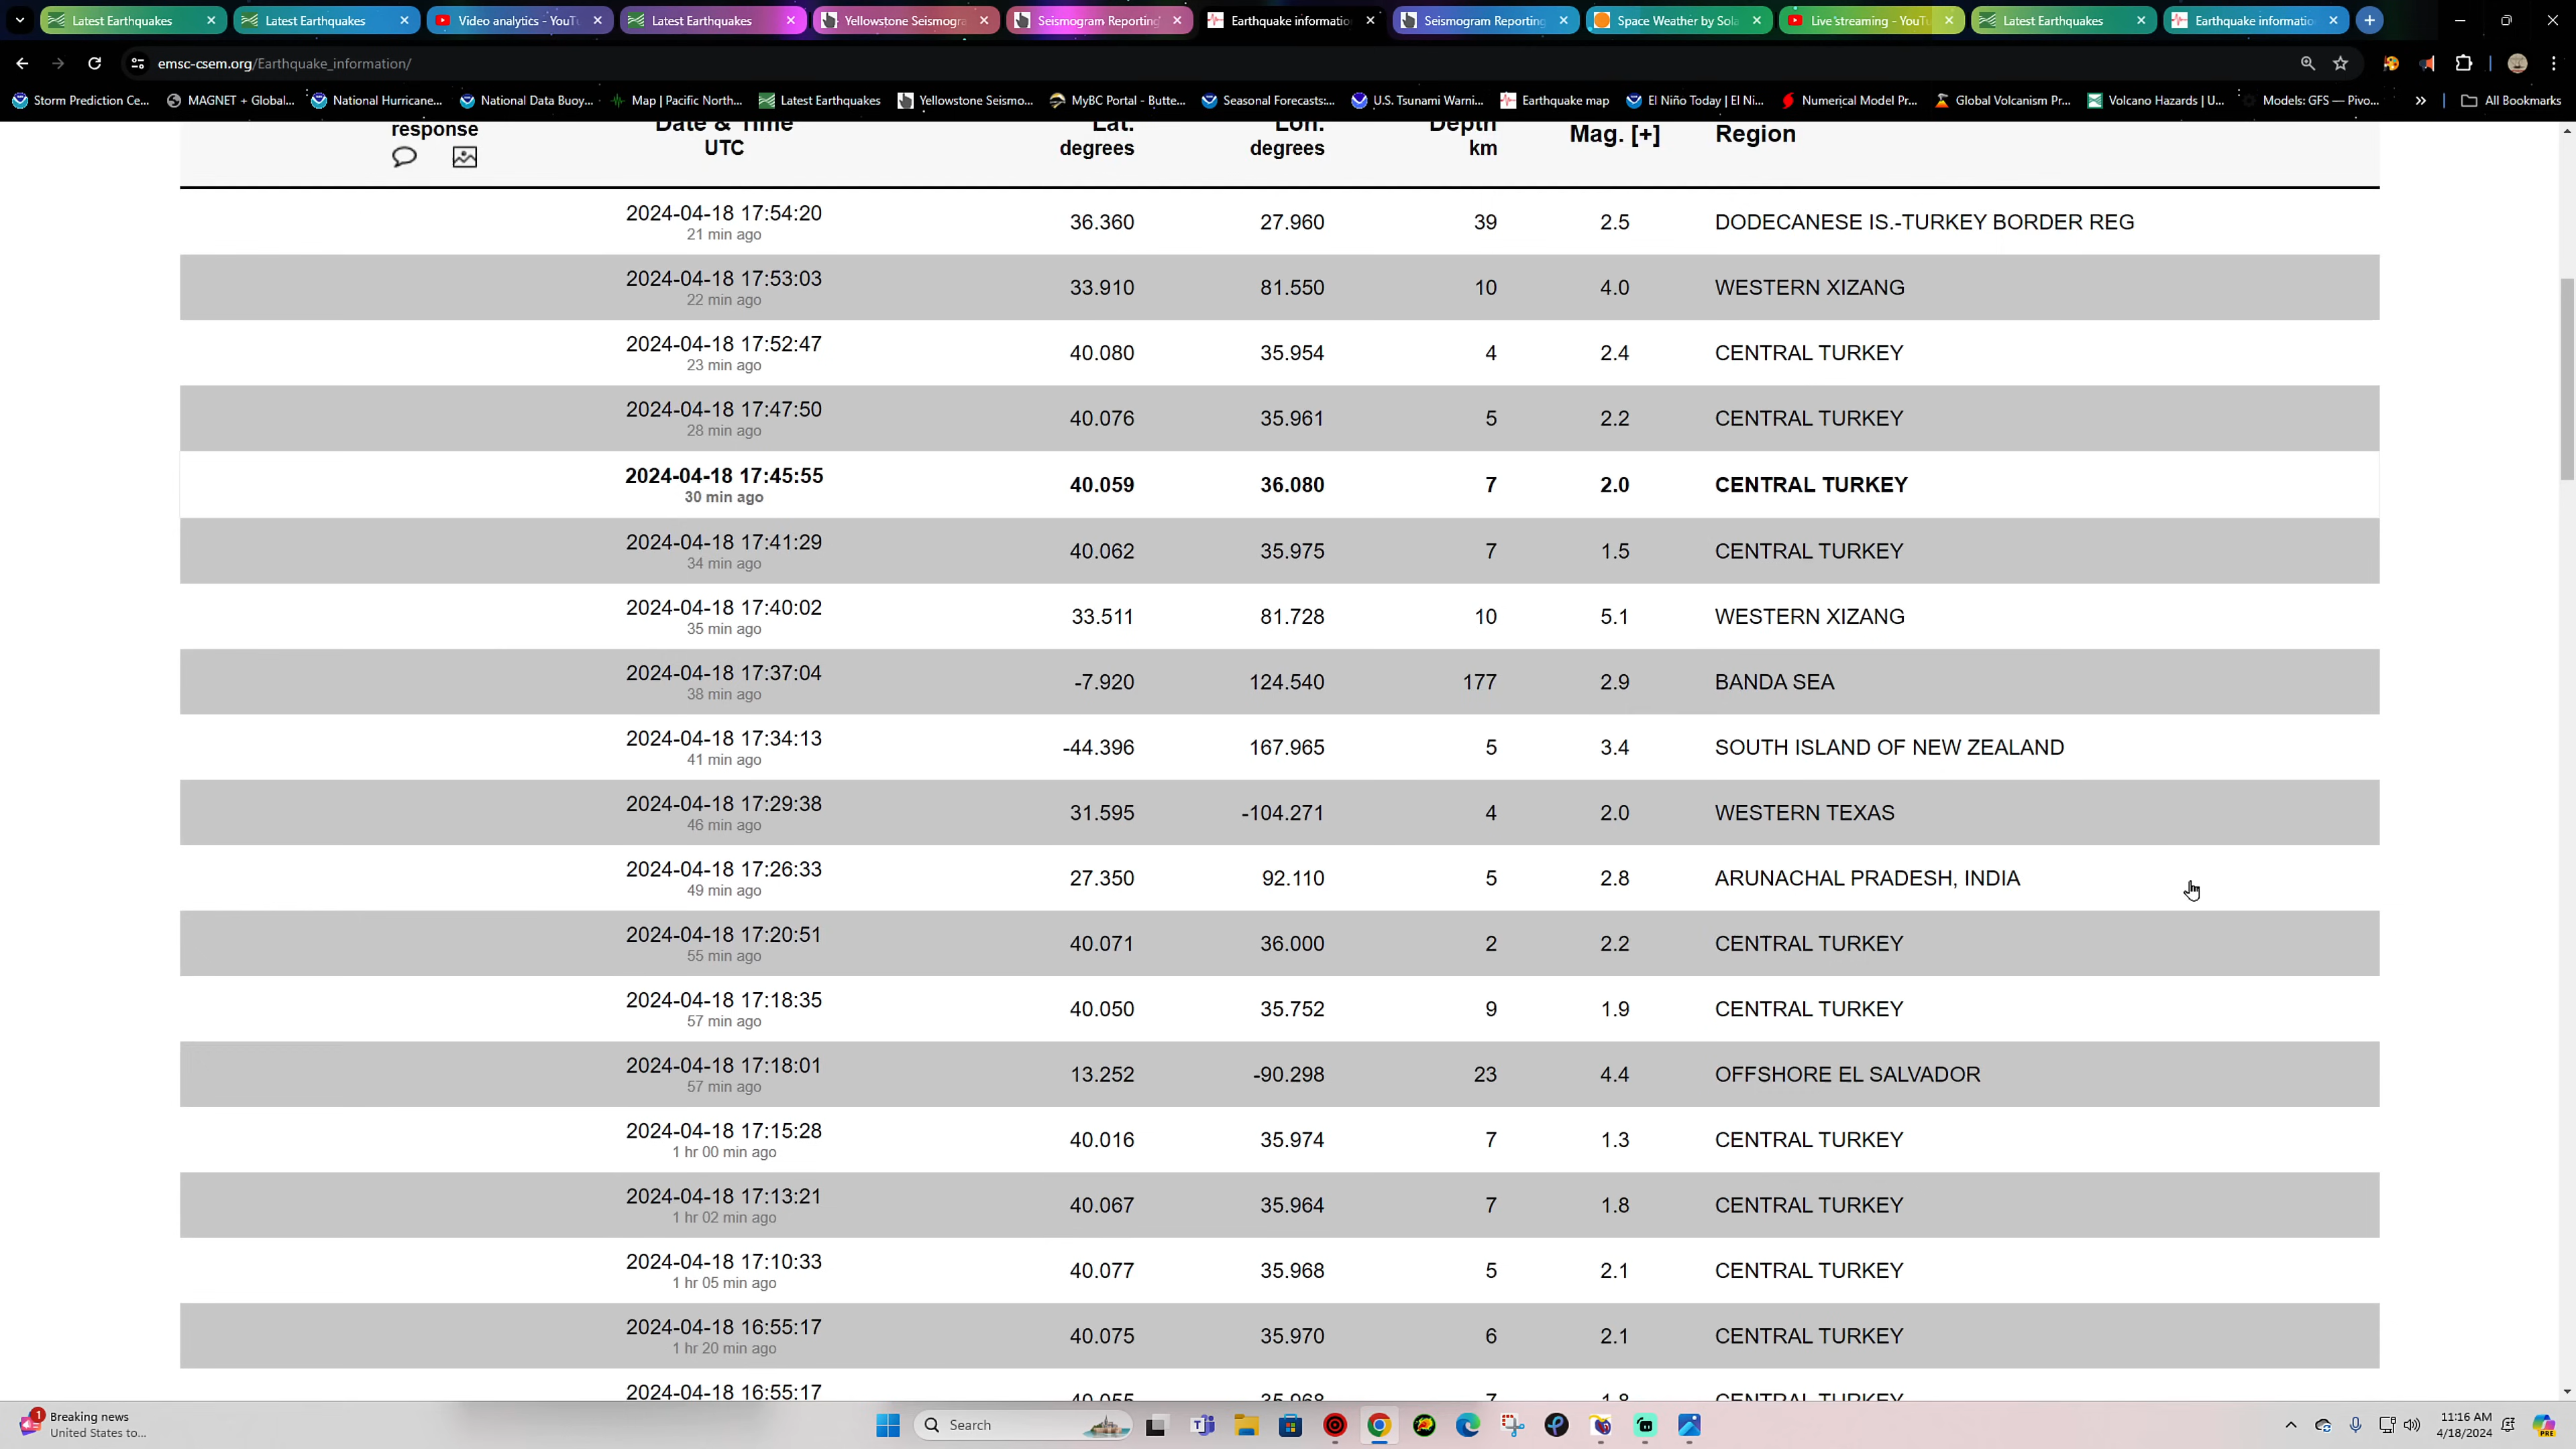 Latest Earthquakes Latest Earthquakes Video analytics - YouTu Latest Earthquakes Yellowstone Seismogra Seismogram Reporting Earthquake informatio Seismogram Reporting Space Weather by Sola Live streaming - YouTu Latest Earthquakes Earthquake informatio
emsc-csem.org/Earthquake_information/
Storm Prediction Ce... MAGNET + Global... National Hurricane... National Data Buoy... Map | Pacific North... Latest Earthquakes Yellowstone Seismo... MyBC Portal - Butte... Seasonal Forecasts:... U.S. Tsunami Warni... Earthquake map El Niño Today | El Ni... Numerical Model Pr... Global Volcanism Pr... Volcano Hazards | U... Models: GFS — Pivo... » All Bookmarks
response Date & Time UTC Lat. degrees Lon. degrees Depth km Mag. [+] Region
2024-04-18 17:54:20 36.360 27.960 39 2.5 DODECANESE IS.-TURKEY BORDER REG
21 min ago
2024-04-18 17:53:03 33.910 81.550 10 4.0 WESTERN XIZANG
22 min ago
2024-04-18 17:52:47 40.080 35.954 4 2.4 CENTRAL TURKEY
23 min ago
2024-04-18 17:47:50 40.076 35.961 5 2.2 CENTRAL TURKEY
28 min ago
2024-04-18 17:45:55 40.059 36.080 7 2.0 CENTRAL TURKEY
30 min ago
2024-04-18 17:41:29 40.062 35.975 7 1.5 CENTRAL TURKEY
34 min ago
2024-04-18 17:40:02 33.511 81.728 10 5.1 WESTERN XIZANG
35 min ago
2024-04-18 17:37:04 -7.920 124.540 177 2.9 BANDA SEA
38 min ago
2024-04-18 17:34:13 -44.396 167.965 5 3.4 SOUTH ISLAND OF NEW ZEALAND
41 min ago
2024-04-18 17:29:38 31.595 -104.271 4 2.0 WESTERN TEXAS
46 min ago
2024-04-18 17:26:33 27.350 92.110 5 2.8 ARUNACHAL PRADESH, INDIA
49 min ago
2024-04-18 17:20:51 40.071 36.000 2 2.2 CENTRAL TURKEY
55 min ago
2024-04-18 17:18:35 40.050 35.752 9 1.9 CENTRAL TURKEY
57 min ago
2024-04-18 17:18:01 13.252 -90.298 23 4.4 OFFSHORE EL SALVADOR
57 min ago
2024-04-18 17:15:28 40.016 35.974 7 1.3 CENTRAL TURKEY
1 hr 00 min ago
2024-04-18 17:13:21 40.067 35.964 7 1.8 CENTRAL TURKEY
1 hr 02 min ago
2024-04-18 17:10:33 40.077 35.968 5 2.1 CENTRAL TURKEY
1 hr 05 min ago
2024-04-18 16:55:17 40.075 35.970 6 2.1 CENTRAL TURKEY
1 hr 20 min ago
2024-04-18 16:55:17 40.055 35.968 7 1.8 CENTRAL TURKEY
1 Breaking news
United States to...
Search
11:16 AM
4/18/2024
PRE